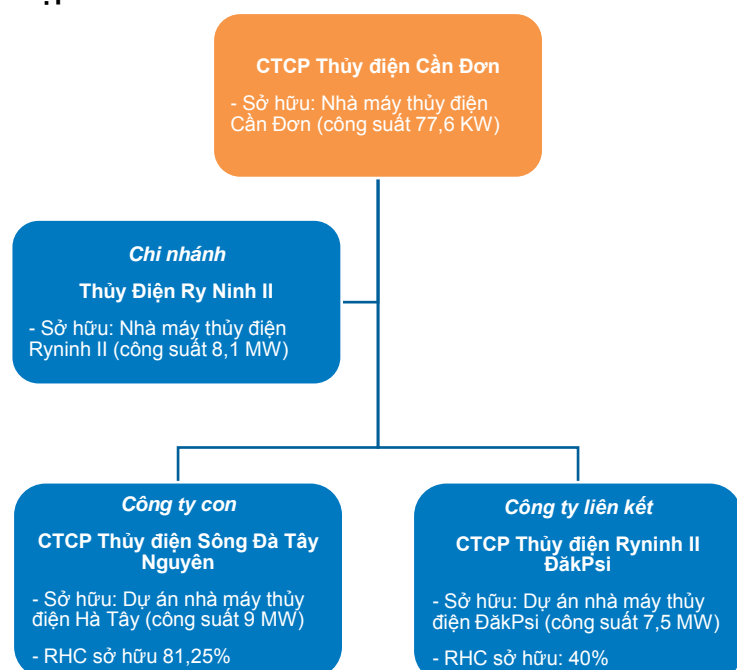 CTCP Thủy điện Cần Đơn
- Sở hữu: Nhà máy thủy điện
Cần Đơn (công suất 77,6 KW)
Chi nhánh
Thủy Điện Ry Ninh II
- Sở hữu: Nhà máy thủy điện
Ryninh II (công suất 8,1 MW)
Công ty con
CTCP Thủy điện Sông Đà Tây
Nguyên
- Sở hữu: Dự án nhà máy thủy
điện Hà Tây (công suất 9 MW)
- RHC sở hữu 81,25%
Công ty liên kết
CTCP Thủy điện Ryninh II
ĐăkPsi
- Sở hữu: Dự án nhà máy thủy
điện ĐăkPsi (công suất 7,5 MW)
- RHC sở hữu: 40%